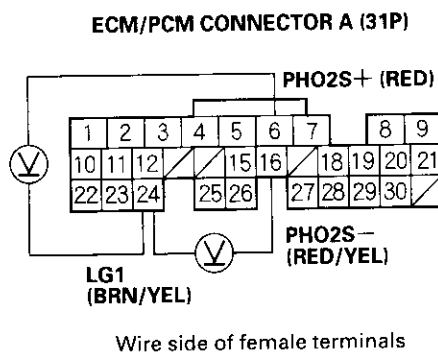 ECM/PCM CONNECTOR A (31P)
PHO2S+ (RED)
1 2 3 4 5 6 7 8 9
V 10 11 12 15 16 18 19 20 21
22 23 24 25 26 27 28 29 30
V
LG1
(BRN/YEL)
PHO2S−
(RED/YEL)
Wire side of female terminals